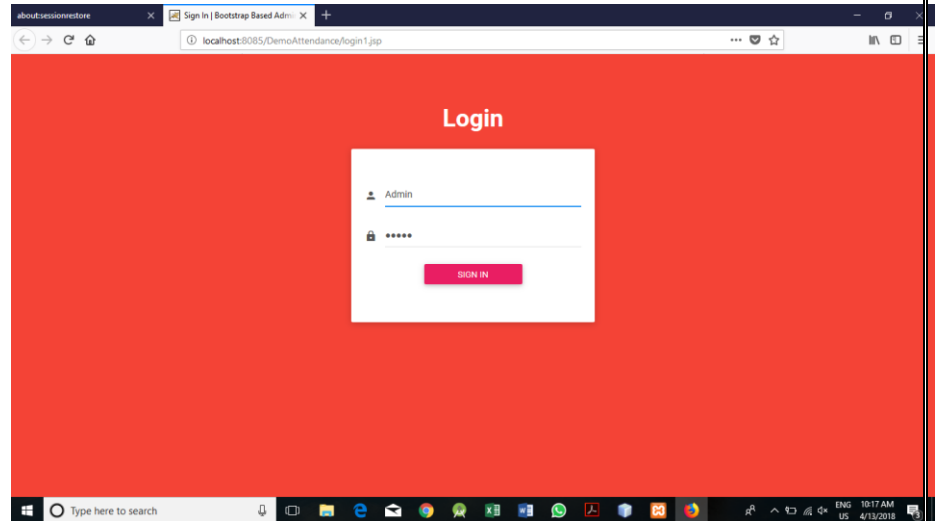 about:sessionrestore
Sign In | Bootstrap Based Admi
localhost:8085/DemoAttendance/login1.jsp
Login
Admin
•••••
SIGN IN
Type here to search
ENG 10:17 AM
US 4/13/2018